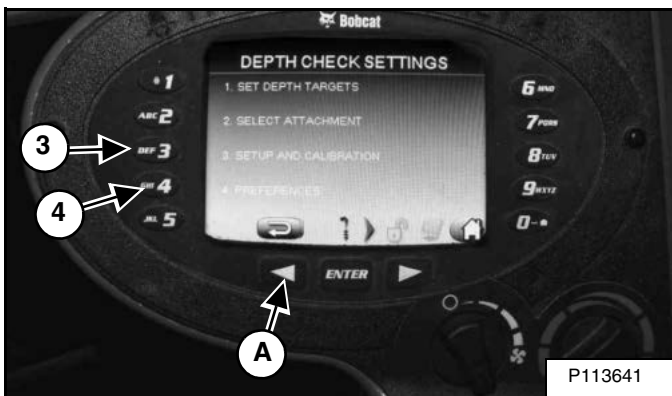 Bobcat
DEPTH CHECK SETTINGS
1. SET DEPTH TARGETS
2. SELECT ATTACHMENT
3. SETUP AND CALIBRATION
4. PREFERENCES
1
ABC 2
DEF 3
GHI 4
JKL 5
6 MNO
7 PQRS
8 TUV
9 WXYZ
0
ENTER
3
4
A
P113641